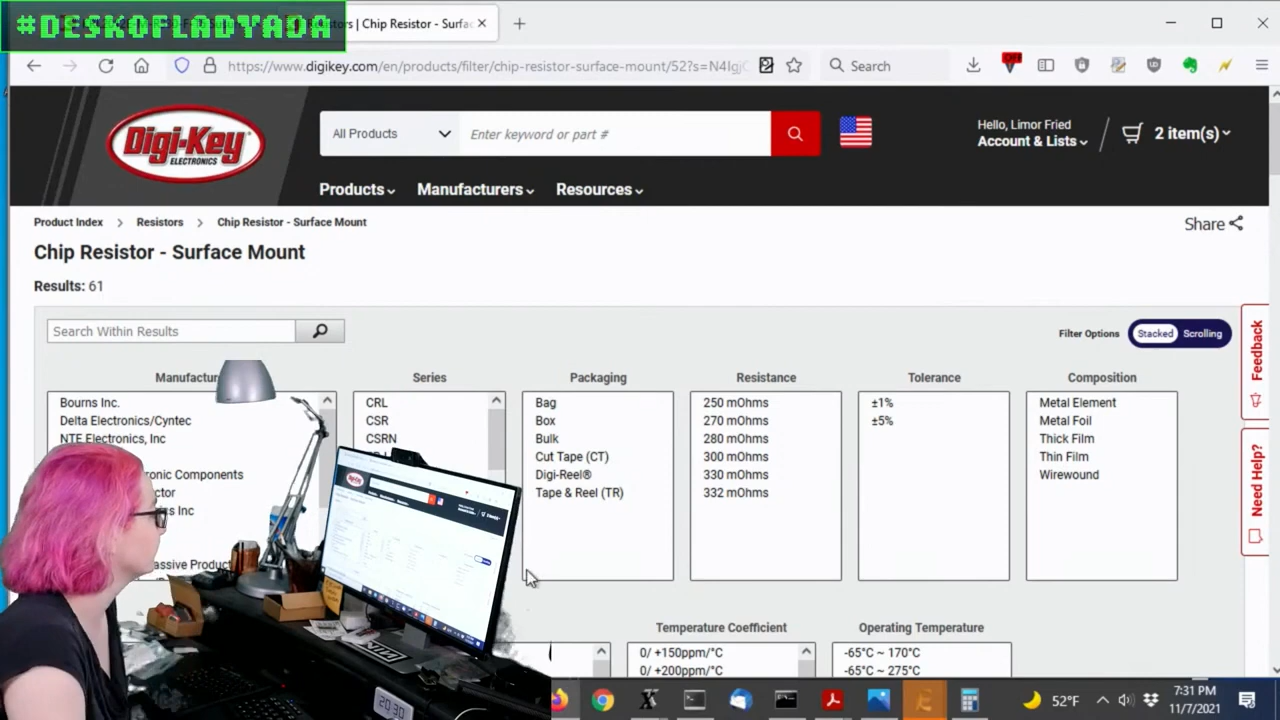 #DESKOFLADYADA
| Chip Resistor - Surfac
https://www.digikey.com/en/products/filter/chip-resistor-surface-mount/52?s=N4IgjC
Search
Digi-Key
ELECTRONICS
All Products
Enter keyword or part #
Hello, Limor Fried
Account & Lists
2 item(s)
Products
Manufacturers
Resources
Product Index > Resistors > Chip Resistor - Surface Mount
Share
Chip Resistor - Surface Mount
Results: 61
Search Within Results
Filter Options
Stacked
Scrolling
Feedback
Need Help?
Manufactur
Bourns Inc.
Delta Electronics/Cyntec
NTE Electronics, Inc
ronic Components
ctor
s Inc
assive Product
Series
CRL
CSR
CSRN
Packaging
Bag
Box
Bulk
Cut Tape (CT)
Digi-Reel®
Tape & Reel (TR)
Resistance
250 mOhms
270 mOhms
280 mOhms
300 mOhms
330 mOhms
332 mOhms
Tolerance
±1%
±5%
Composition
Metal Element
Metal Foil
Thick Film
Thin Film
Wirewound
Temperature Coefficient
0/ +150ppm/°C
0/ +200ppm/°C
Operating Temperature
-65°C ~ 170°C
-65°C ~ 275°C
20:30
52°F
7:31 PM
11/7/2021